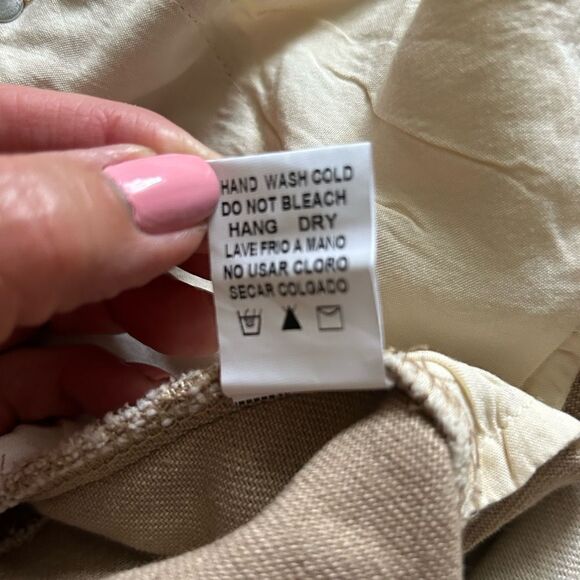 HAND WASH COLD
DO NOT BLEACH
HANG DRY
LAVE FRIO A MANO
NO USAR CLORO
SECAR COLGADO